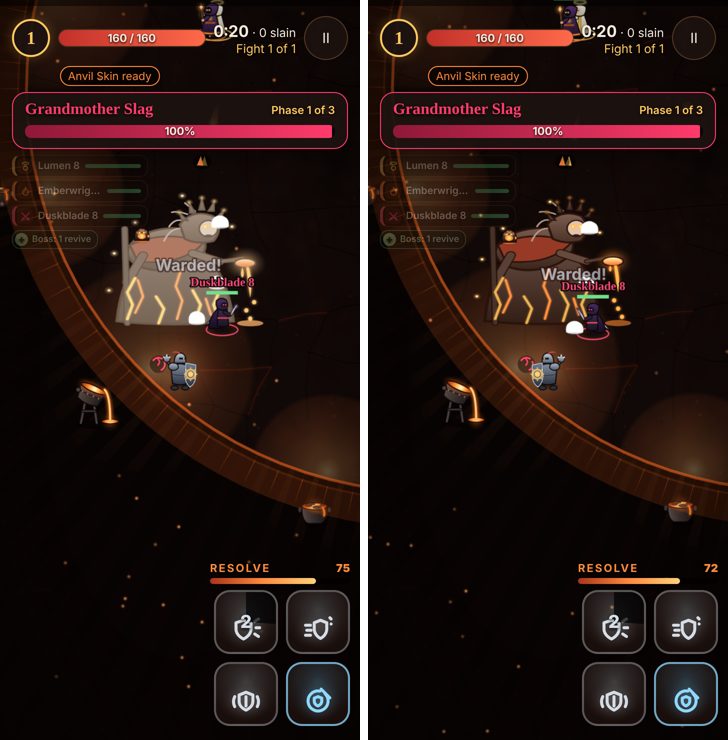 1
160 / 160
0:20 · 0 slain
Fight 1 of 1
Anvil Skin ready
Grandmother Slag
Phase 1 of 3
100%
Lumen 8
Emberwrig...
Duskblade 8
Boss: 1 revive
Warded!
Duskblade 8
RESOLVE 75
2
1
160 / 160
0:20 · 0 slain
Fight 1 of 1
Anvil Skin ready
Grandmother Slag
Phase 1 of 3
100%
Lumen 8
Emberwrig...
Duskblade 8
Boss: 1 revive
Warded!
Duskblade 8
RESOLVE 72
2